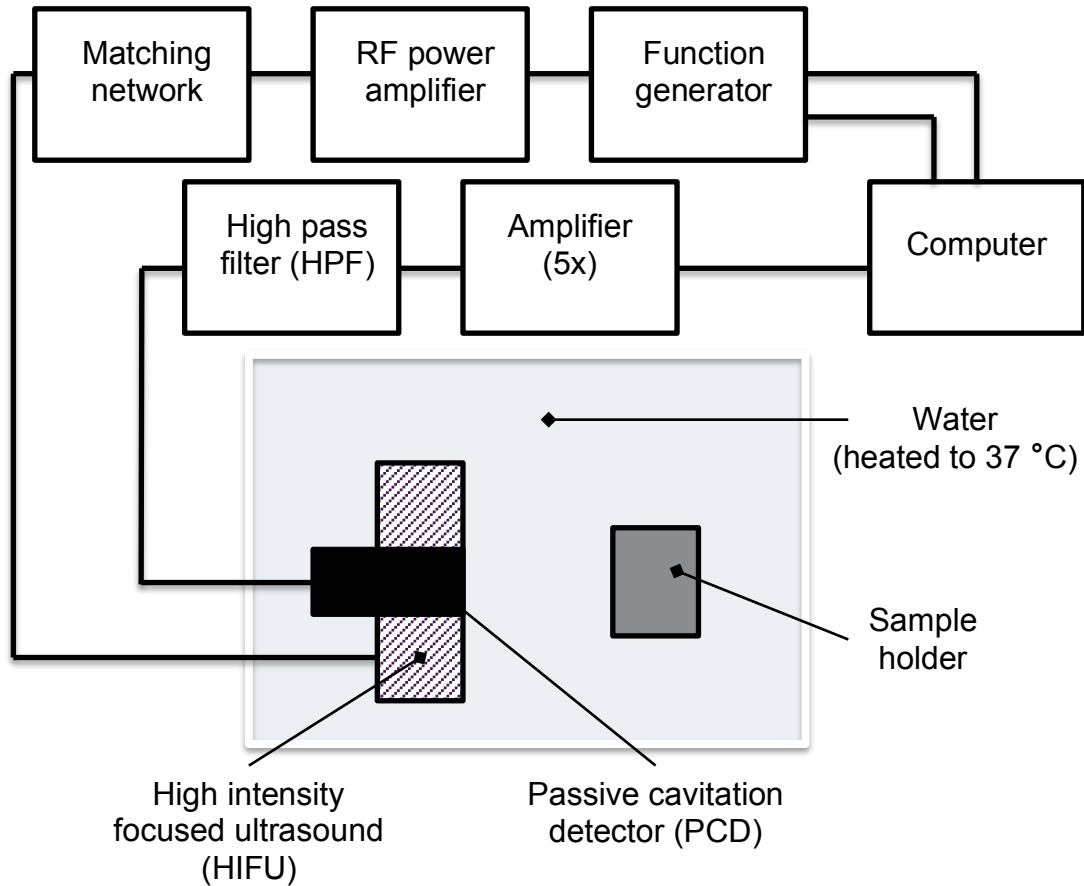 Matching
network
RF power
amplifier
Function
generator
High pass
filter (HPF)
Amplifier
(5x)
Computer
Water
(heated to 37 °C)
Sample
holder
High intensity
focused ultrasound
(HIFU)
Passive cavitation
detector (PCD)